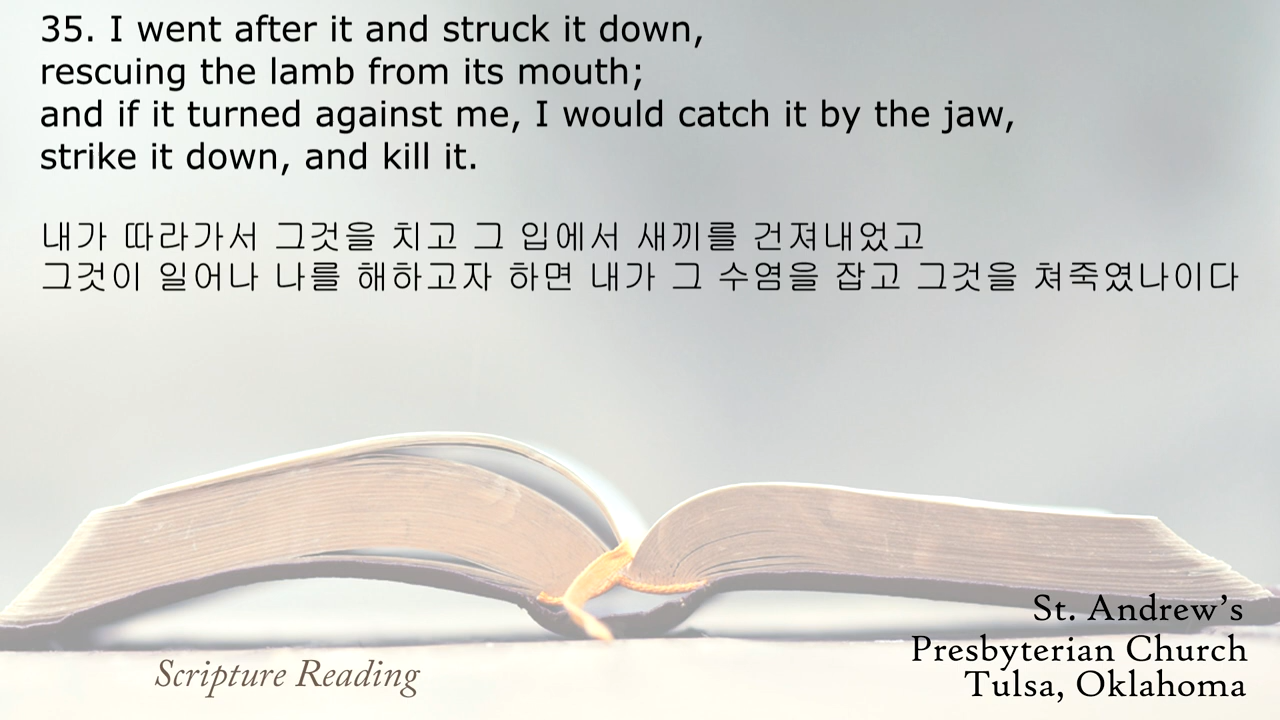 35. I went after it and struck it down,
rescuing the lamb from its mouth;
and if it turned against me, I would catch it by the jaw,
strike it down, and kill it.
내가 따라가서 그것을 치고 그 입에서 새끼를 건져내었고
그것이 일어나 나를 해하고자 하면 내가 그 수염을 잡고 그것을 쳐죽였나이다
Scripture Reading
St. Andrew’s
Presbyterian Church
Tulsa, Oklahoma